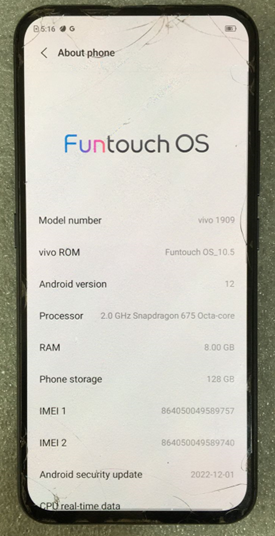 5:16 G
About phone
Funtouch OS
Model number vivo 1909
vivo ROM Funtouch OS_10.5
Android version 12
Processor 2.0 GHz Snapdragon 675 Octa-core
RAM 8.00 GB
Phone storage 128 GB
IMEI 1 864050049589757
IMEI 2 864050049589740
Android security update 2022-12-01
CPU real-time data